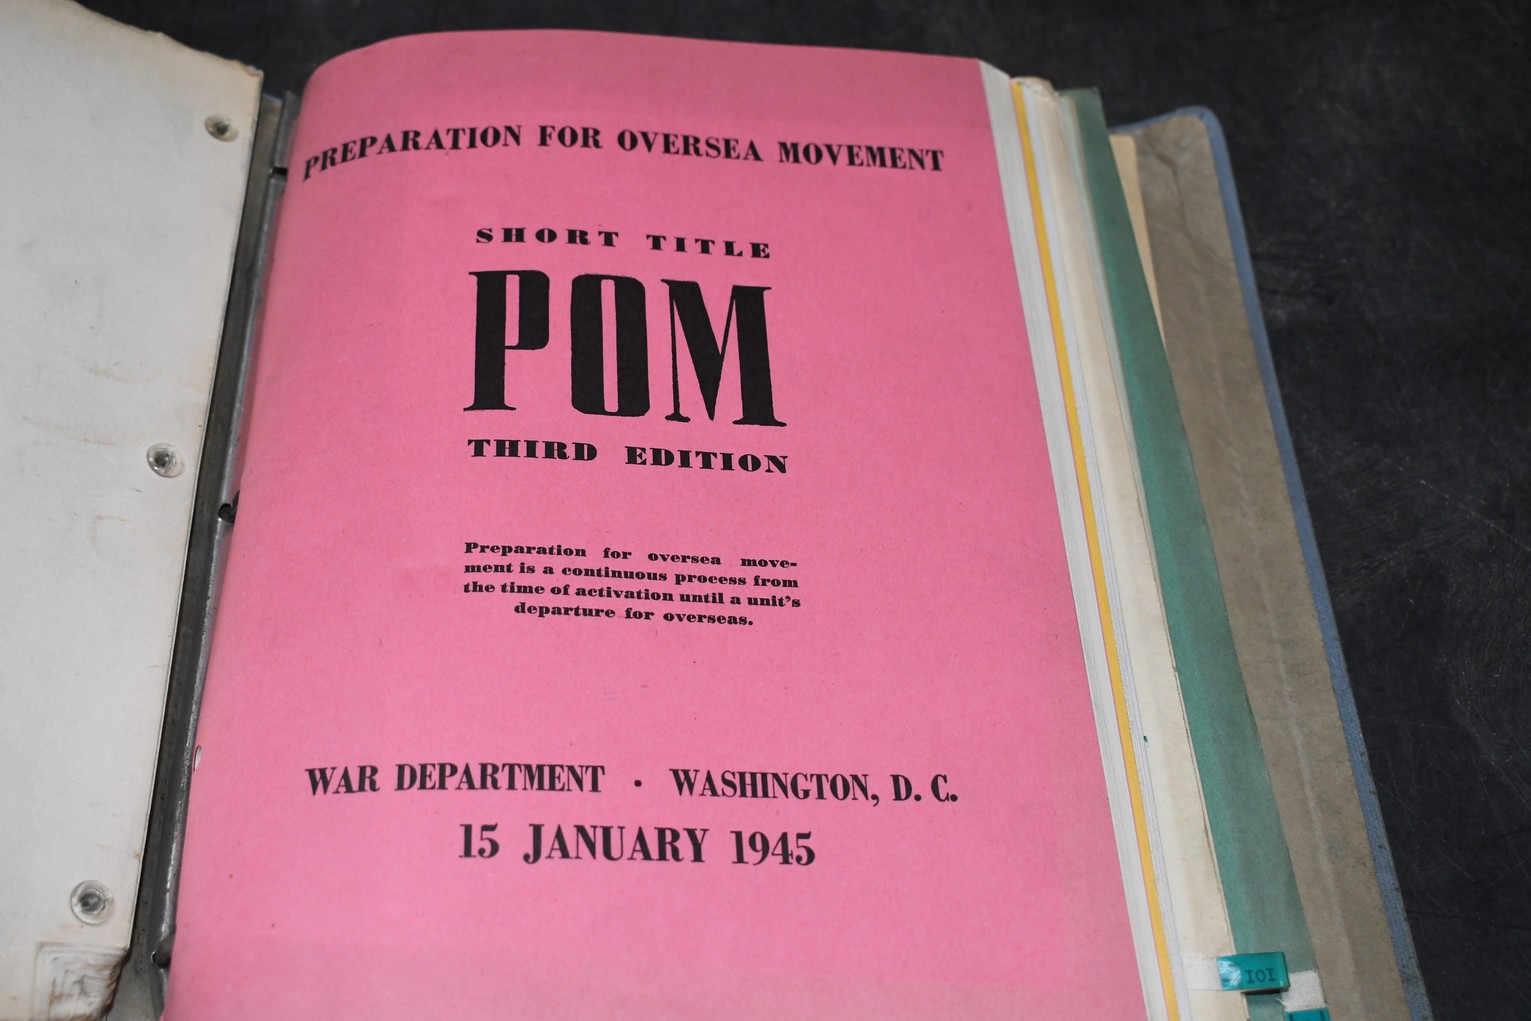 PREPARATION FOR OVERSEA MOVEMENT
SHORT TITLE
POM
THIRD EDITION
Preparation for oversea move-
ment is a continuous process from
the time of activation until a unit's
departure for overseas.
WAR DEPARTMENT · WASHINGTON, D. C.
15 JANUARY 1945
101